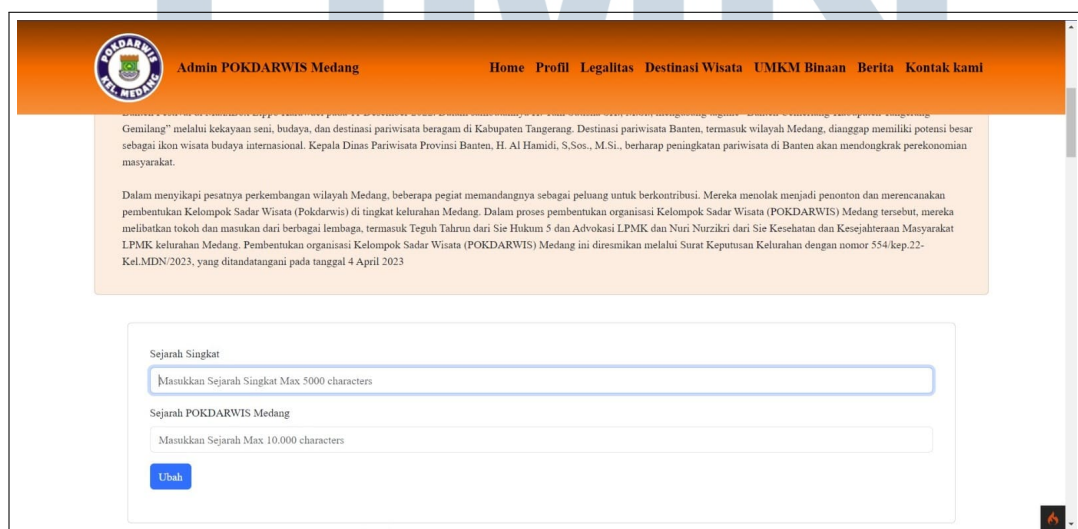 POKDARWIS
KEL. MEDANG
Admin POKDARWIS Medang
Home Profil Legalitas Destinasi Wisata UMKM Binaan Berita Kontak kami
Gemilang" melalui kekayaan seni, budaya, dan destinasi pariwisata beragam di Kabupaten Tangerang. Destinasi pariwisata Banten, termasuk wilayah Medang, dianggap memiliki potensi besar
sebagai ikon wisata budaya internasional. Kepala Dinas Pariwisata Provinsi Banten, H. Al Hamidi, S,Sos., M.Si., berharap peningkatan pariwisata di Banten akan mendongkrak perekonomian
masyarakat.
Dalam menyikapi pesatnya perkembangan wilayah Medang, beberapa pegiat memandangnya sebagai peluang untuk berkontribusi. Mereka menolak menjadi penonton dan merencanakan
pembentukan Kelompok Sadar Wisata (Pokdarwis) di tingkat kelurahan Medang. Dalam proses pembentukan organisasi Kelompok Sadar Wisata (POKDARWIS) Medang tersebut, mereka
melibatkan tokoh dan masukan dari berbagai lembaga, termasuk Teguh Tahrun dari Sie Hukum 5 dan Advokasi LPMK dan Nuri Nurzikri dari Sie Kesehatan dan Kesejahteraan Masyarakat
LPMK kelurahan Medang. Pembentukan organisasi Kelompok Sadar Wisata (POKDARWIS) Medang ini diresmikan melalui Surat Keputusan Kelurahan dengan nomor 554/kep.22-
Kel.MDN/2023, yang ditandatangani pada tanggal 4 April 2023
Sejarah Singkat
Masukkan Sejarah Singkat Max 5000 characters
Sejarah POKDARWIS Medang
Masukkan Sejarah Max 10.000 characters
Ubah